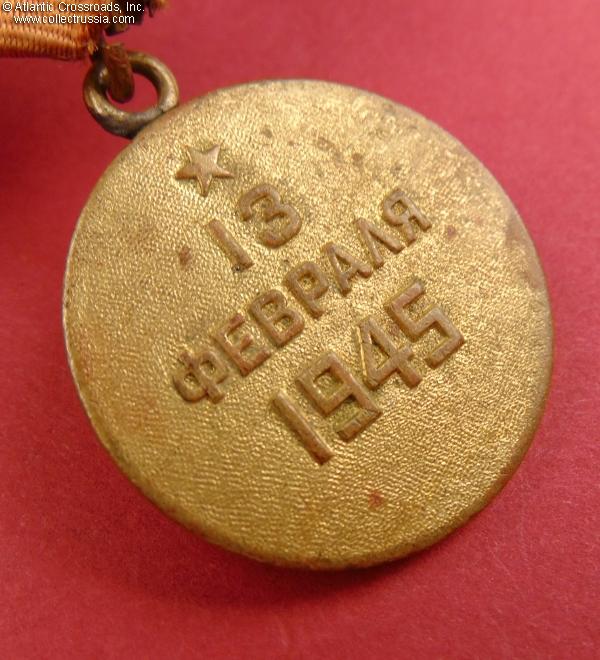 © Atlantic Crossroads, Inc.
www.collectrussia.com
13
ФЕВРАЛЯ
1945